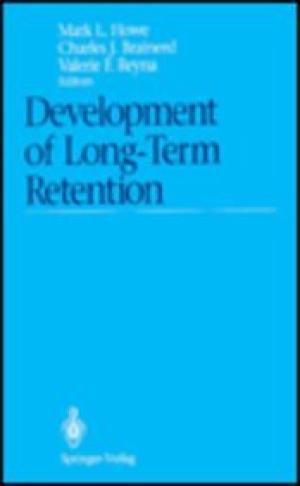 Mark L. Howe
Charles J. Brainerd
Valerie F. Reyna
Editors
Development
of Long-Term
Retention
Springer-Verlag